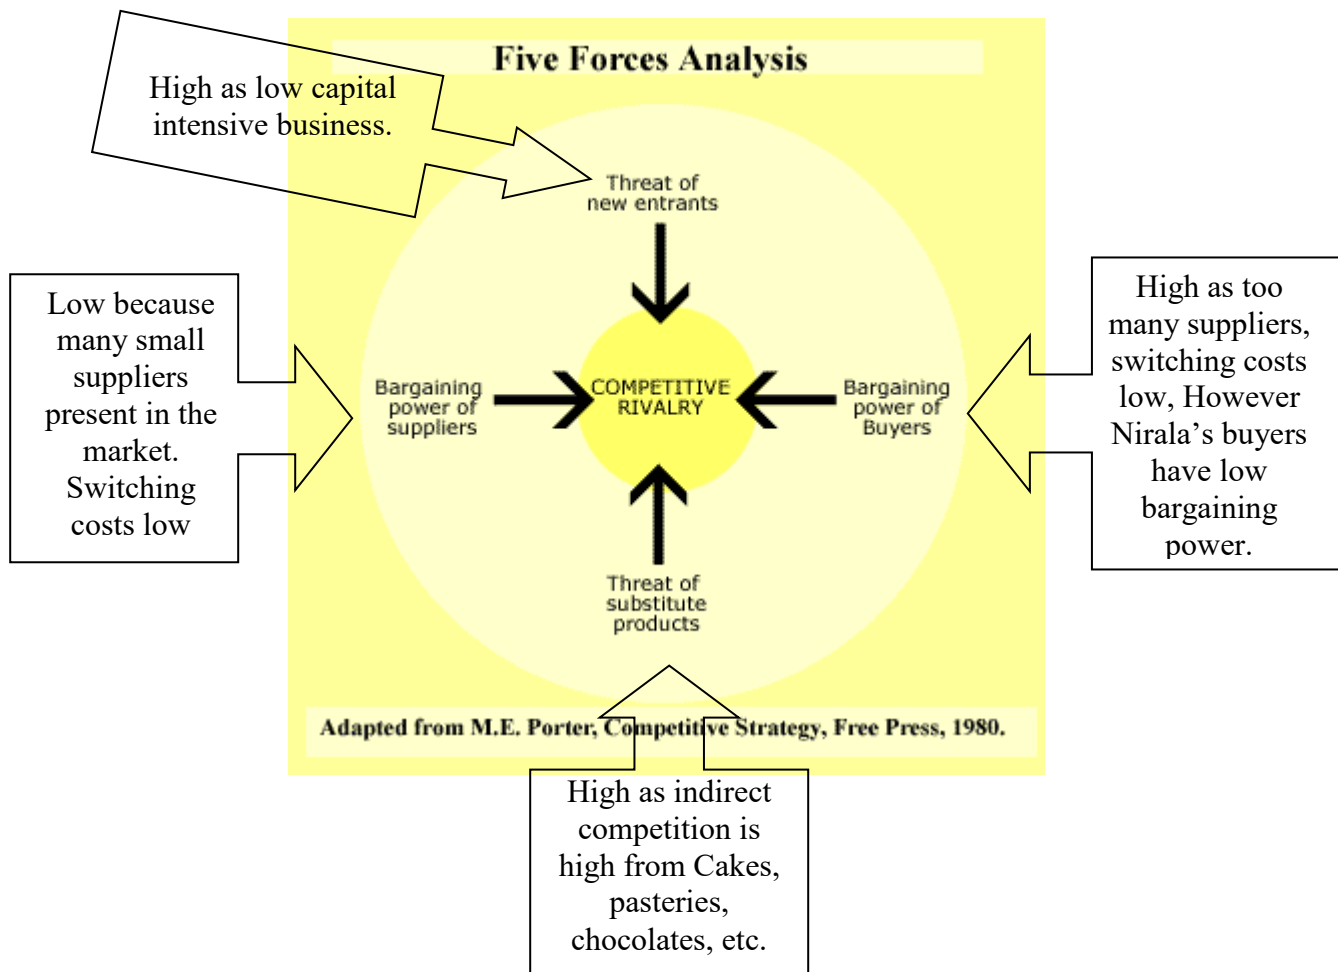 Five Forces Analysis
High as low capital
intensive business.
Threat of
new entrants
Low because
many small
suppliers
present in the
market.
Switching
costs low
Bargaining
power of
suppliers
COMPETITIVE
RIVALRY
Bargaining
power of
Buyers
High as too
many suppliers,
switching costs
low, However
Nirala’s buyers
have low
bargaining
power.
Threat of
substitute
products
Adapted from M.E. Porter, Competitive Strategy, Free Press, 1980.
High as indirect
competition is
high from Cakes,
pasteries,
chocolates, etc.